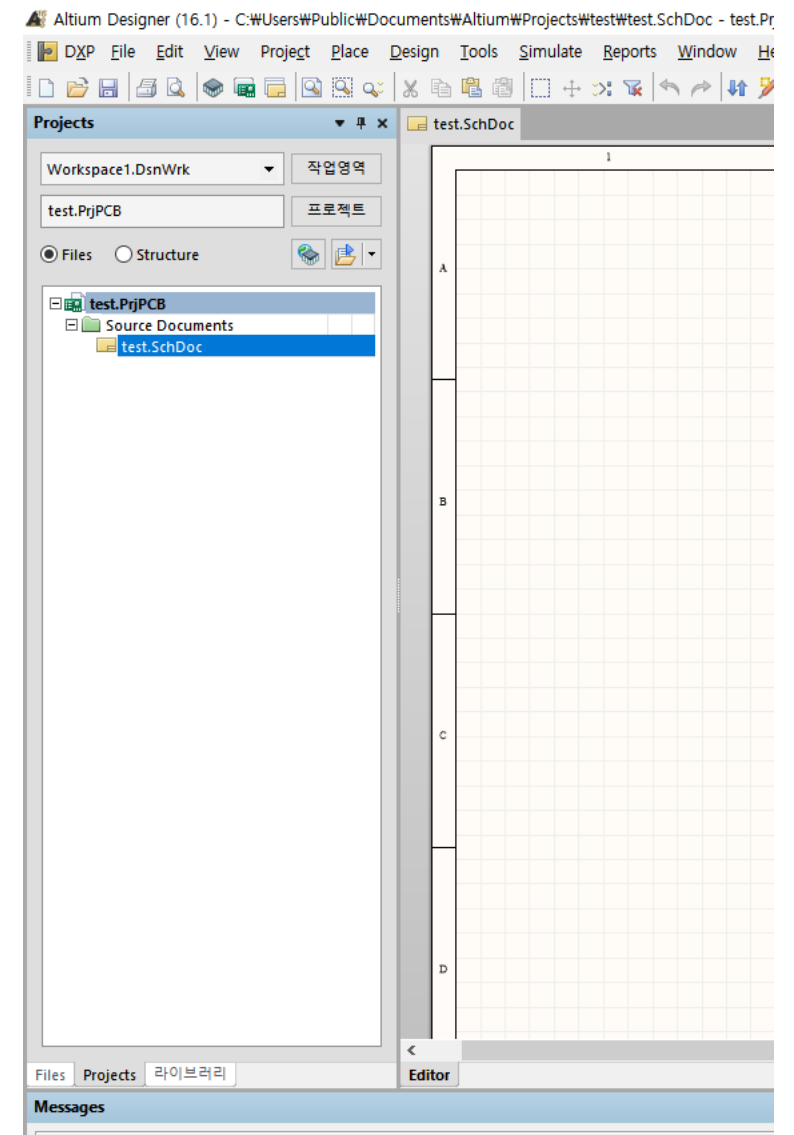 Altium Designer (16.1) - C:₩Users₩Public₩Documents₩Altium₩Projects₩test₩test.SchDoc - test.Prj
DXP File Edit View Project Place Design Tools Simulate Reports Window He
Projects
test.SchDoc
Workspace1.DsnWrk 작업영역
test.PrjPCB 프로젝트
Files Structure
test.PrjPCB
Source Documents
test.SchDoc
1
A
B
C
D
Files Projects 라이브러리
Editor
Messages